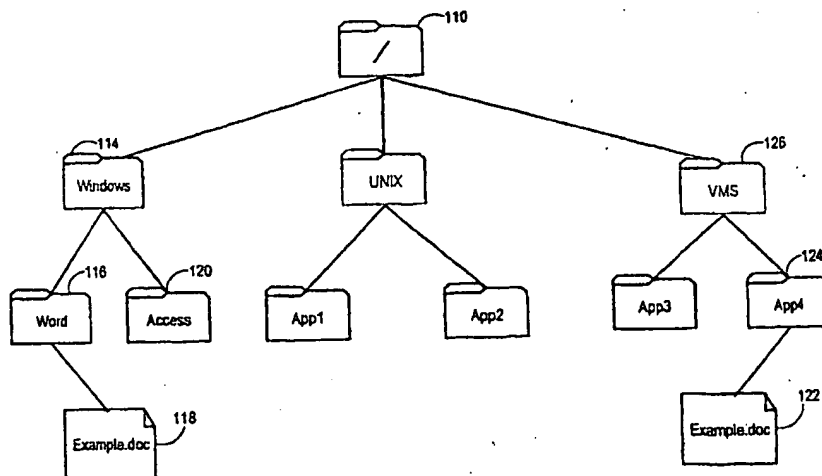 110
/
114
Windows
UNIX
126
VMS
116
Word
120
Access
App1
App2
App3
124
App4
118
Example.doc
122
Example.doc